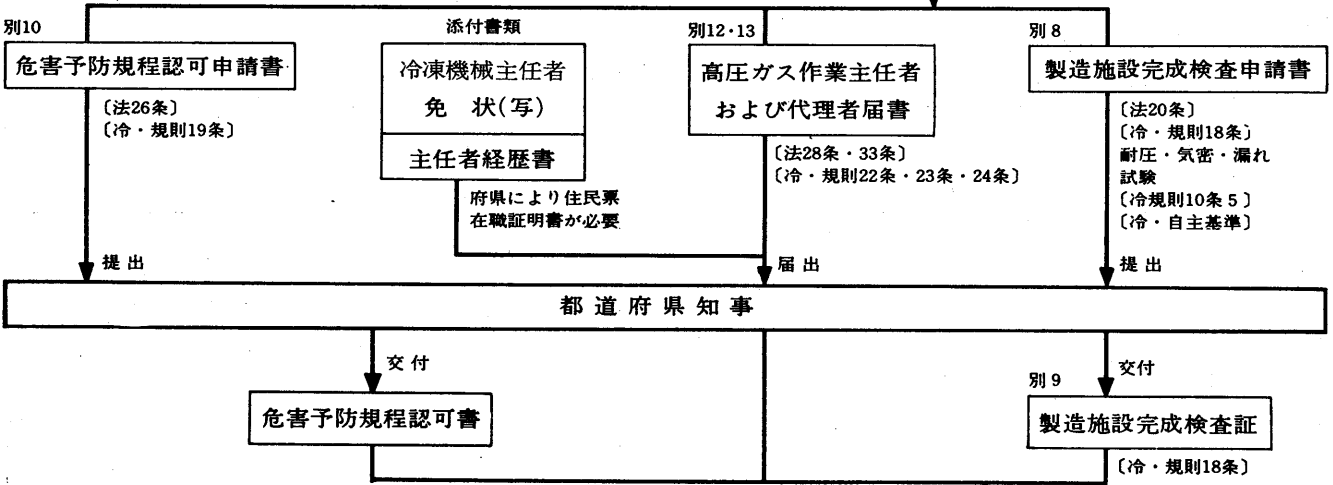 別10
危害予防規程認可申請書
〔法26条〕
〔冷・規則19条〕
添付書類
冷凍機械主任者
免 状(写)
主任者経歴書
府県により住民票
在職証明書が必要
別12・13
高圧ガス作業主任者
および代理者届書
〔法28条・33条〕
〔冷・規則22条・23条・24条〕
別8
製造施設完成検査申請書
〔法20条〕
〔冷・規則18条〕
耐圧・気密・漏れ
試験
〔冷規則10条5〕
〔冷・自主基準〕
提出
届出
提出
都道府県知事
交付
危害予防規程認可書
交付
別9
製造施設完成検査証
〔冷・規則18条〕